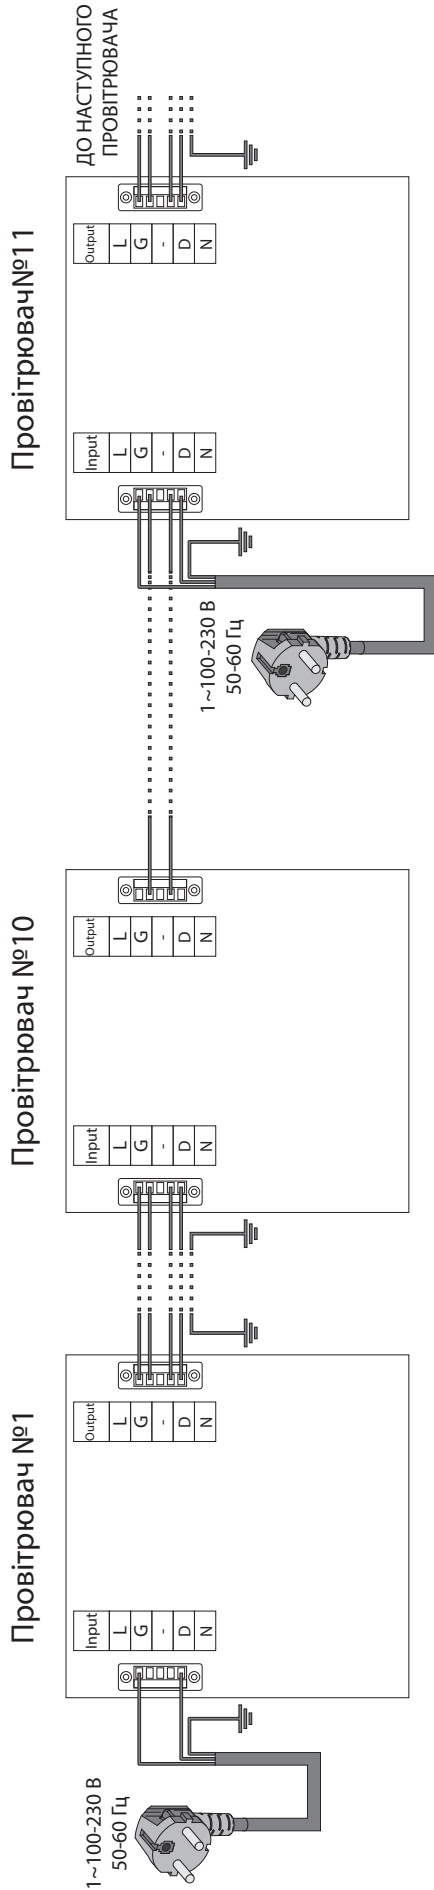 Провітрювач №1
Провітрювач №10
Провітрювач№11
1~100-230 В
50-60 Гц
Input
L
G
-
D
N
Output
L
G
-
D
N
Input
L
G
-
D
N
Output
L
G
-
D
N
1~100-230 В
50-60 Гц
Input
L
G
-
D
N
Output
L
G
-
D
N
ДО НАСТУПНОГО
ПРОВІТРЮВАЧА